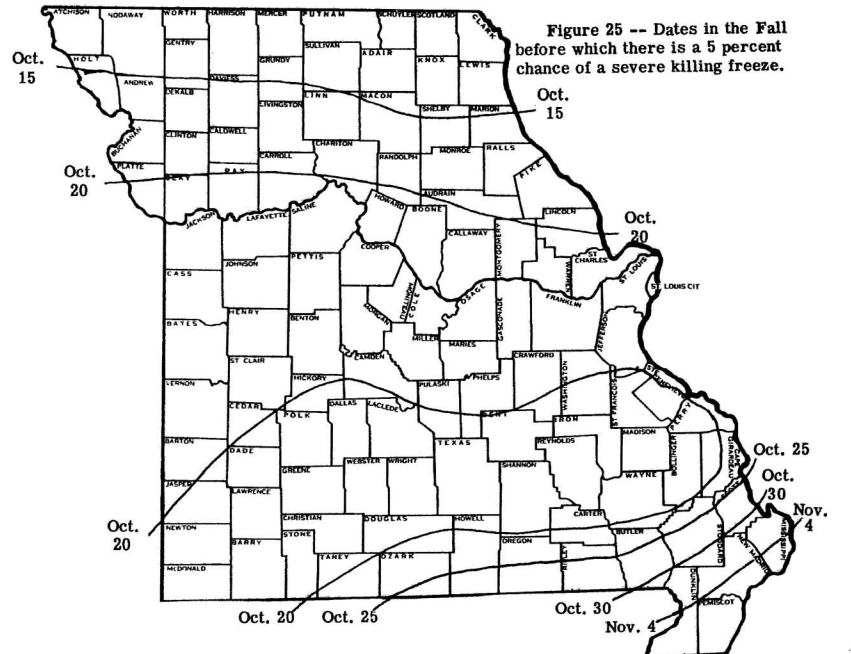 Figure 25 -- Dates in the Fall
before which there is a 5 percent
chance of a severe killing freeze.
ATCHISON
NODAWAY
WORTH
HARRISON
MERCER
PUTNAM
SCHUYLER
SCOTLAND
CLARK
GENTRY
SULLIVAN
ADAIR
KNOX
LEWIS
HOLT
GRUNDY
Oct.
15
ANDREW
DEKALB
DAVIESS
LIVINGSTON
LINN
MACON
SHELBY
MARION
Oct.
15
BUCHANAN
CLINTON
CALDWELL
CHARITON
RANDOLPH
MONROE
RALLS
PIKE
PLATTE
CLAY
RAY
CARROLL
AUDRAIN
Oct.
20
HOWARD
BOONE
LINCOLN
Oct.
20
JACKSON
LAFAYETTE
SALINE
CALLAWAY
MONTGOMERY
WARREN
ST
CHARLES
ST. LOUIS
ST. LOUIS CIT
COOPER
PETTIS
JOHNSON
CASS
MONITEAU
COLE
OSAGE
GASCONADE
FRANKLIN
JEFFERSON
HENRY
BENTON
MORGAN
BATES
MILLER
MARIES
ST CLAIR
CAMDEN
CRAWFORD
WASHINGTON
ST FRANCIS
STE GENEVIEVE
HICKORY
PULASKI
PHELPS
VERNON
CEDAR
POLK
DALLAS
LACLEDE
DENT
IRON
PERRY
BARTON
DADE
TEXAS
REYNOLDS
MADISON
BOLLINGER
CAPE
GIRARDEAU
Oct. 25
GREENE
WEBSTER
WRIGHT
SHANNON
WAYNE
Oct.
30
JASPER
LAWRENCE
Nov.
4
Oct.
20
NEWTON
CHRISTIAN
DOUGLAS
HOWELL
CARTER
BUTLER
STODDARD
MISSISSIPPI
BARRY
STONE
TANEY
OZARK
OREGON
RIPLEY
NEW MADRID
MCDONALD
DUNKLIN
PEMISCOT
Oct. 20
Oct. 25
Oct. 30
Nov. 4